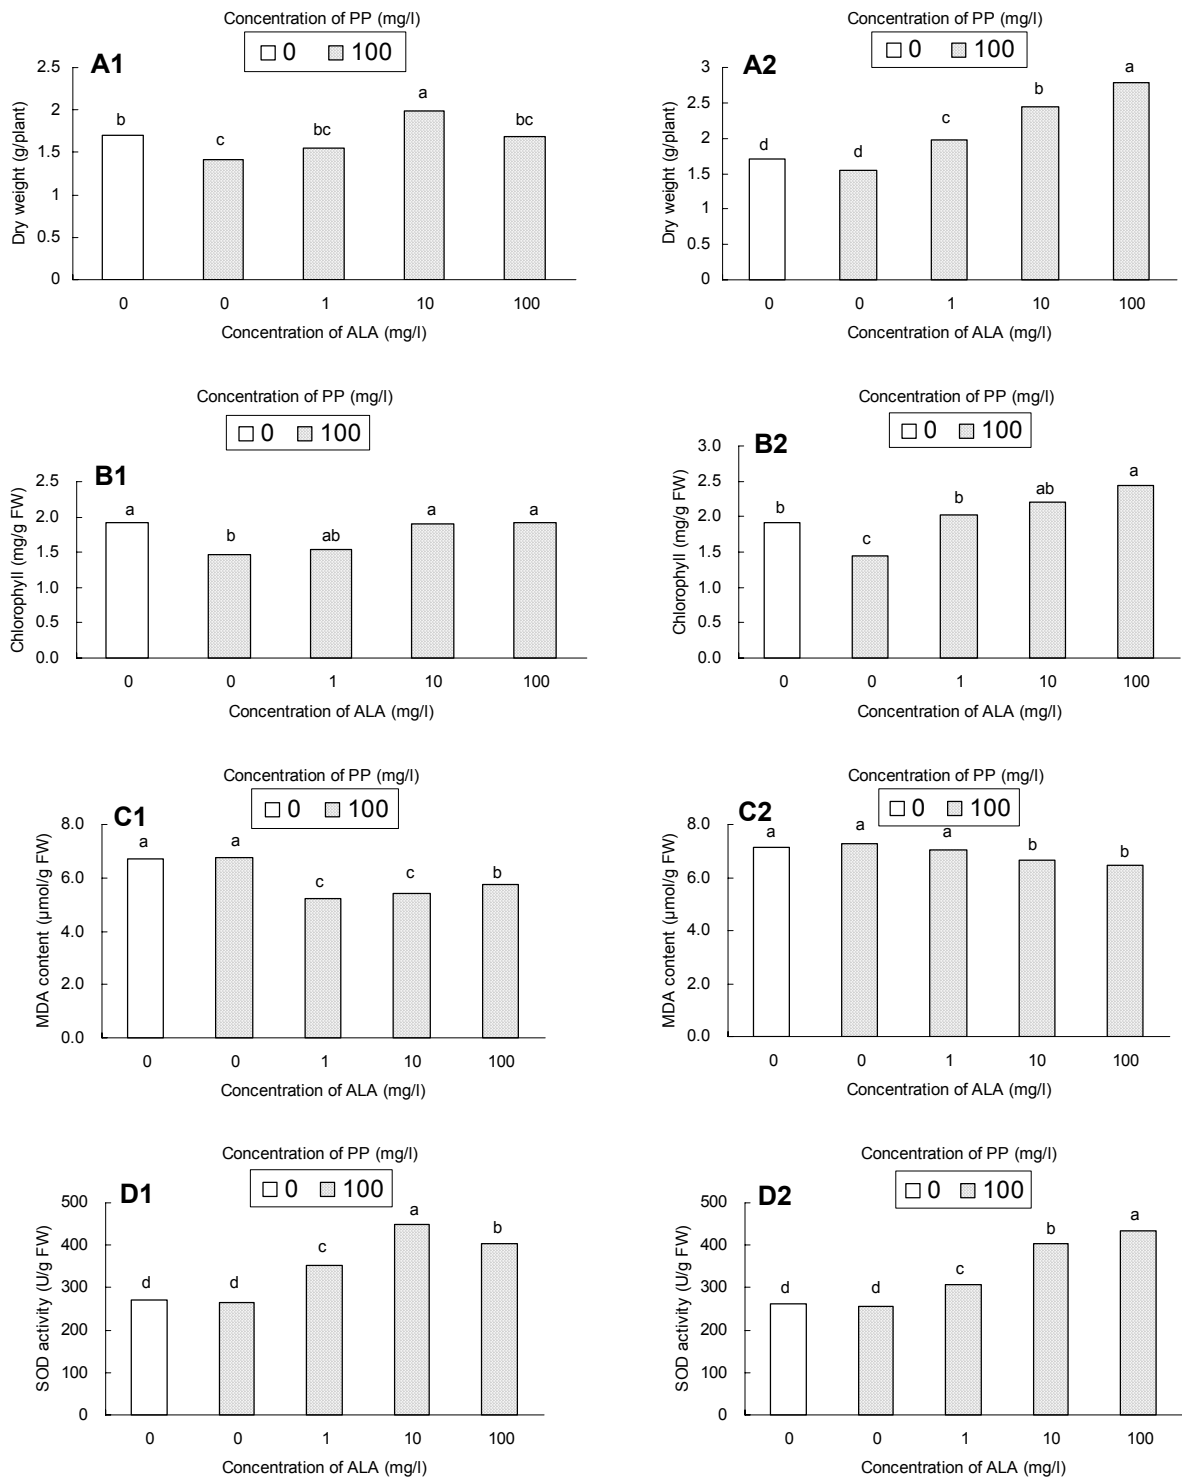 Concentration of PP (mg/l)
0 100
A1
2.5
2
1.5
1
0.5
0
Dry weight (g/plant)
b c bc a bc
0 0 1 10 100
Concentration of ALA (mg/l)
Concentration of PP (mg/l)
0 100
A2
3
2.5
2
1.5
1
0.5
0
Dry weight (g/plant)
d d c b a
0 0 1 10 100
Concentration of ALA (mg/l)
Concentration of PP (mg/l)
0 100
B1
2.5
2.0
1.5
1.0
0.5
0.0
Chlorophyll (mg/g FW)
a b ab a a
0 0 1 10 100
Concentration of ALA (mg/l)
Concentration of PP (mg/l)
0 100
B2
3.0
2.5
2.0
1.5
1.0
0.5
0.0
Chlorophyll (mg/g FW)
b c b ab a
0 0 1 10 100
Concentration of ALA (mg/l)
Concentration of PP (mg/l)
0 100
C1
8.0
6.0
4.0
2.0
0.0
MDA content (μmol/g FW)
a a c c b
0 0 1 10 100
Concentration of ALA (mg/l)
Concentration of PP (mg/l)
0 100
C2
8.0
6.0
4.0
2.0
0.0
MDA content (μmol/g FW)
a a a b b
0 0 1 10 100
Concentration of ALA (mg/l)
Concentration of PP (mg/l)
0 100
D1
500
400
300
200
100
0
SOD activity (U/g FW)
d d c a b
0 0 1 10 100
Concentration of ALA (mg/l)
Concentration of PP (mg/l)
0 100
D2
500
400
300
200
100
0
SOD activity (U/g FW)
d d c b a
0 0 1 10 100
Concentration of ALA (mg/l)